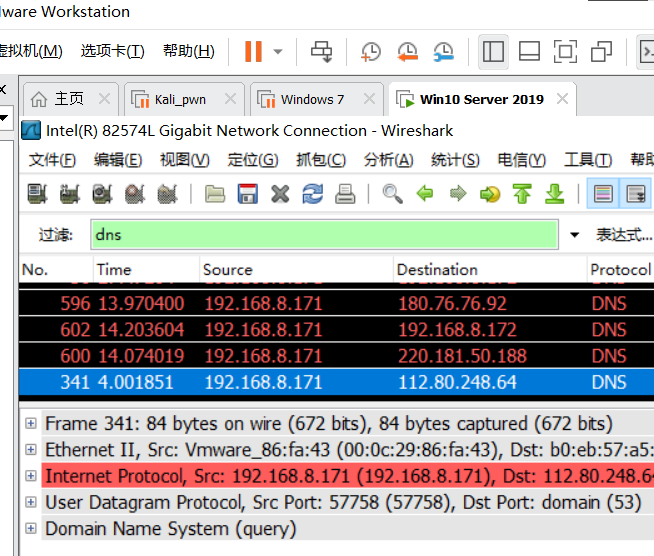 ware Workstation
虚拟机(M) 选项卡(T) 帮助(H)
主页 Kali_pwn Windows 7 Win10 Server 2019
Intel(R) 82574L Gigabit Network Connection - Wireshark
文件(F) 编辑(E) 视图(V) 定位(G) 抓包(C) 分析(A) 统计(S) 电信(Y) 工具(T) 帮助
过滤: dns 表达式...
No. Time Source Destination Protocol
596 13.970400 192.168.8.171 180.76.76.92 DNS
602 14.203604 192.168.8.171 192.168.8.172 DNS
600 14.074019 192.168.8.171 220.181.50.188 DNS
341 4.001851 192.168.8.171 112.80.248.64 DNS
Frame 341: 84 bytes on wire (672 bits), 84 bytes captured (672 bits)
Ethernet II, Src: Vmware_86:fa:43 (00:0c:29:86:fa:43), Dst: b0:eb:57:a5:
Internet Protocol, Src: 192.168.8.171 (192.168.8.171), Dst: 112.80.248.64
User Datagram Protocol, Src Port: 57758 (57758), Dst Port: domain (53)
Domain Name System (query)